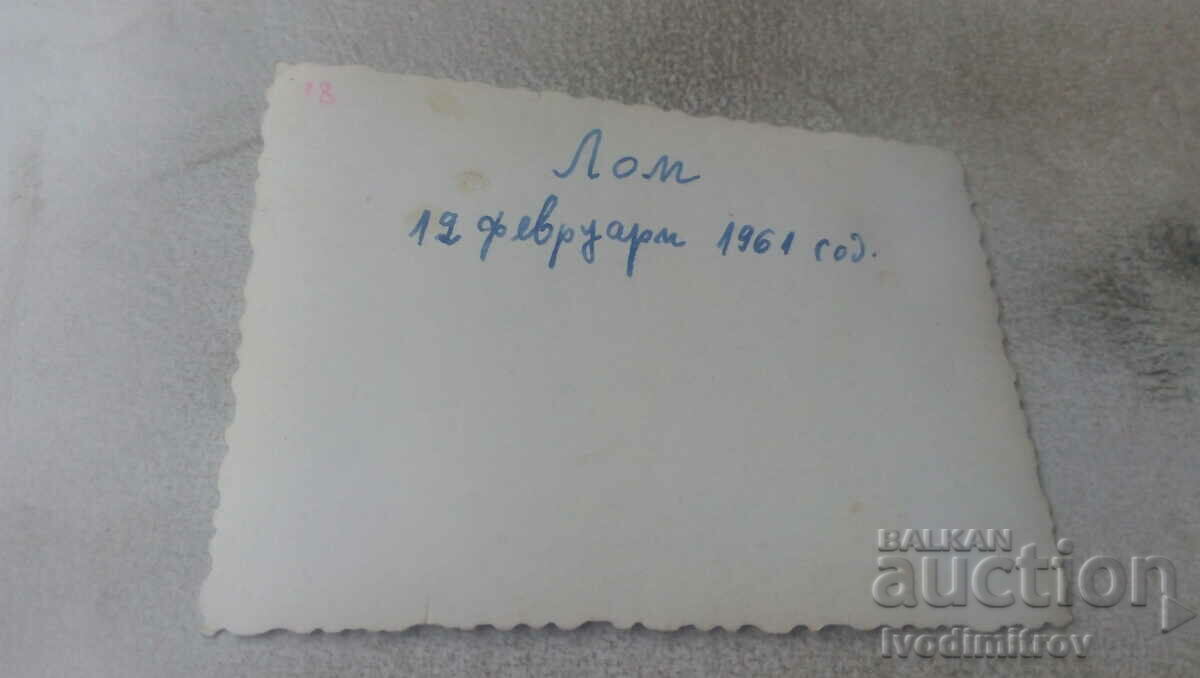 18
Лом
12 февруари 1961 год.
BALKAN
auction
Ivodimitrov